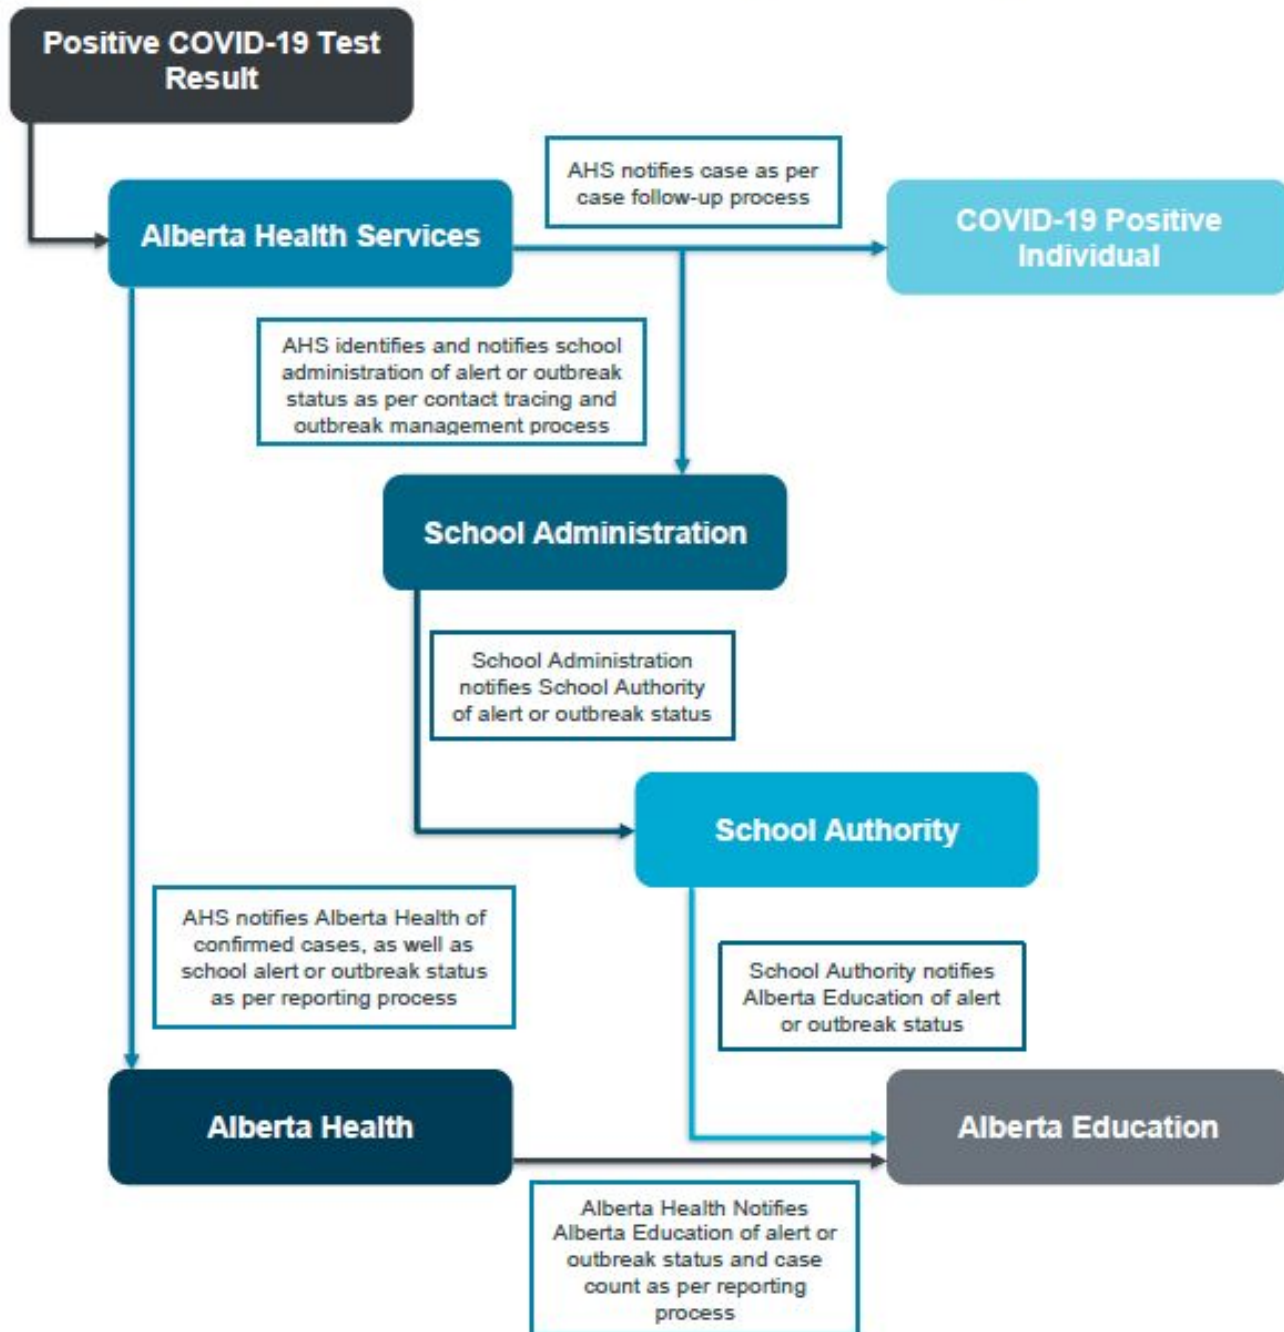 Positive COVID-19 Test
Result
AHS notifies case as per
case follow-up process
Alberta Health Services
COVID-19 Positive
Individual
AHS identifies and notifies school
administration of alert or outbreak
status as per contact tracing and
outbreak management process
School Administration
School Administration
notifies School Authority
of alert or outbreak status
School Authority
AHS notifies Alberta Health of
confirmed cases, as well as
school alert or outbreak status
as per reporting process
School Authority notifies
Alberta Education of alert
or outbreak status
Alberta Health
Alberta Education
Alberta Health Notifies
Alberta Education of alert or
outbreak status and case
count as per reporting
process